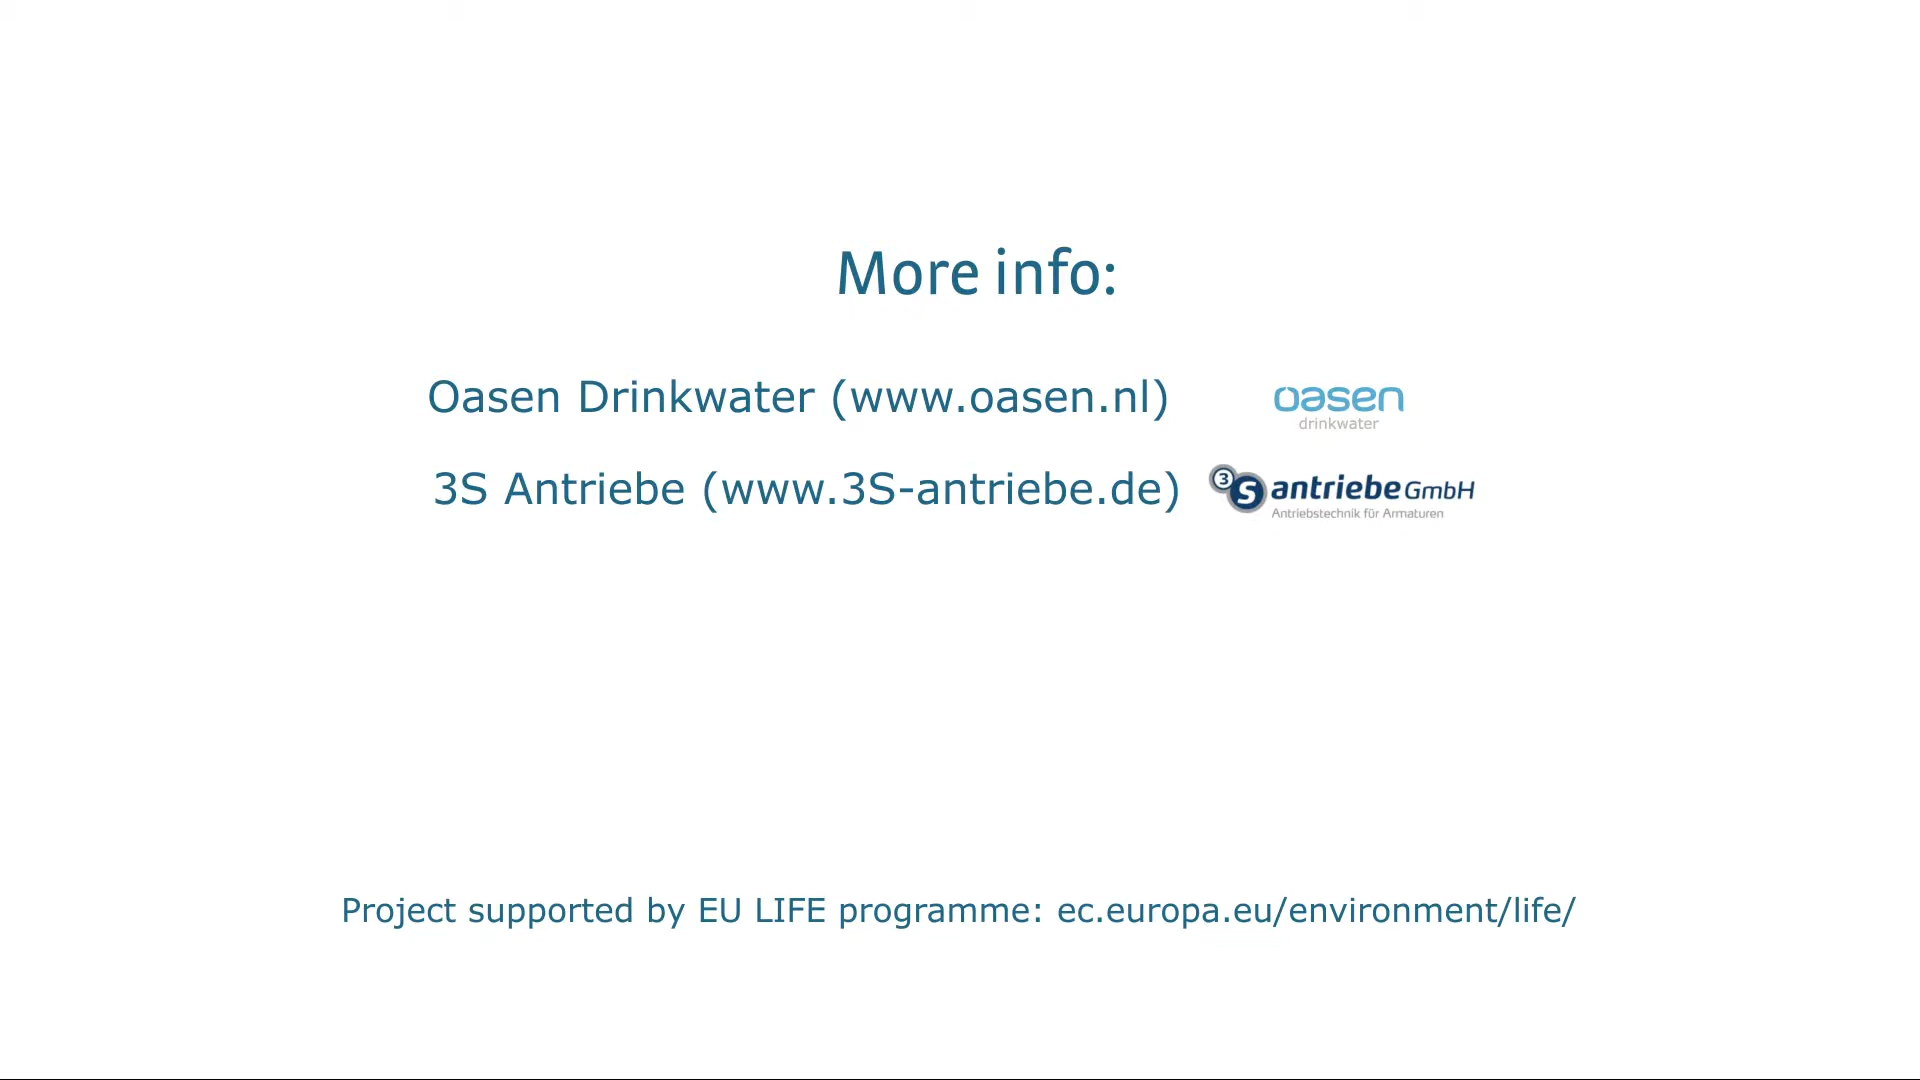 More info:
Oasen Drinkwater (www.oasen.nl)
oasen
drinkwater
3S Antriebe (www.3S-antriebe.de)
3S antriebe GmbH
Antriebstechnik für Armaturen
Project supported by EU LIFE programme: ec.europa.eu/environment/life/